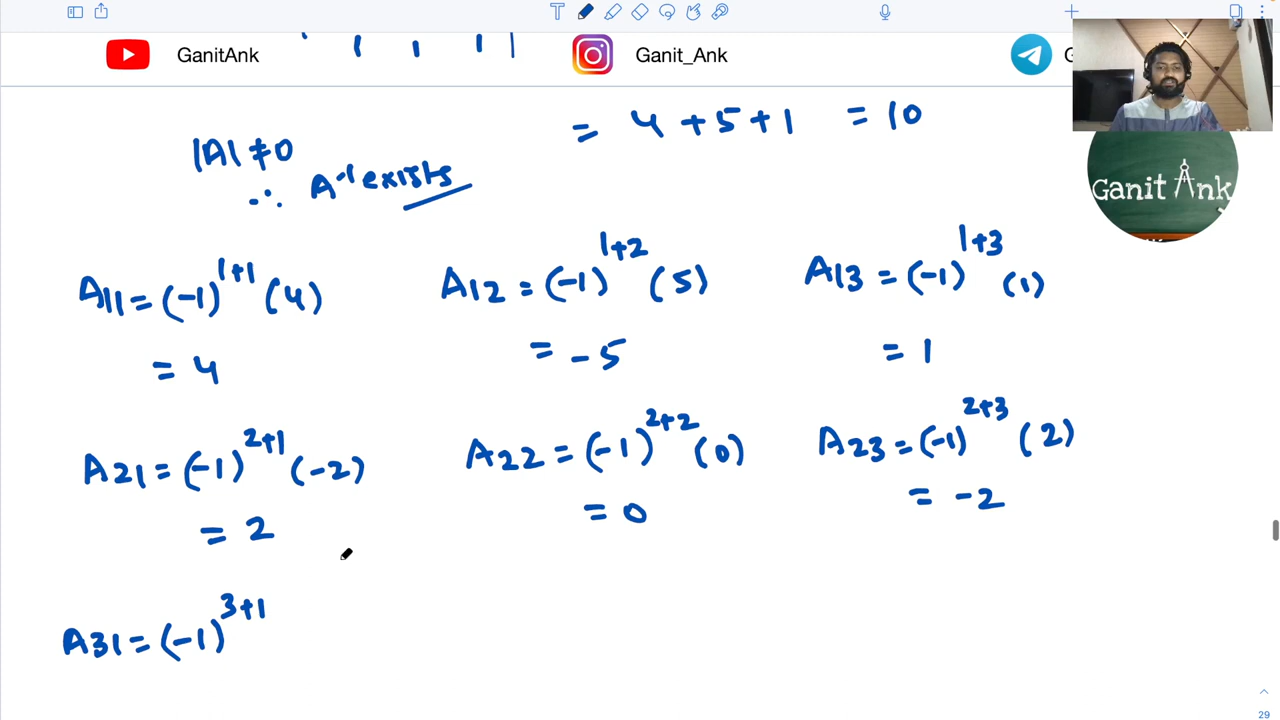 GanitAnk
Ganit_Ank
G
= 4 + 5 + 1 = 10
|A| ≠ 0
∴ A⁻¹ exists
Ganit Ank
A11 = (-1)^1+1 (4)
= 4
A12 = (-1)^1+2 (5)
= -5
A13 = (-1)^1+3 (1)
= 1
A21 = (-1)^2+1 (-2)
= 2
A22 = (-1)^2+2 (0)
= 0
A23 = (-1)^2+3 (2)
= -2
A31 = (-1)^3+1
29